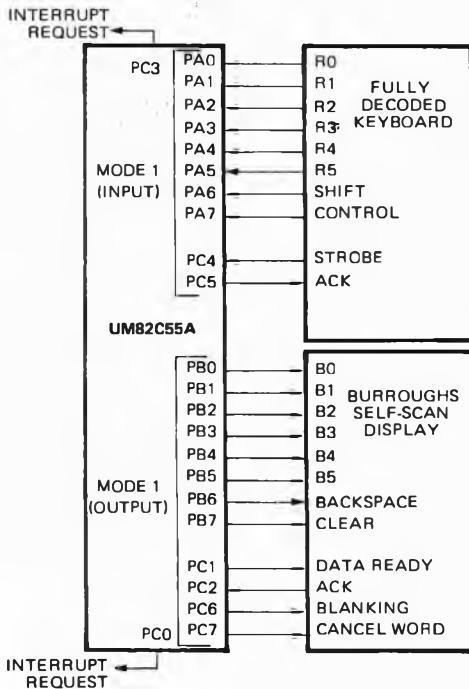 INTERRUPT
REQUEST
PC3
MODE 1
(INPUT)
PA0
PA1
PA2
PA3
PA4
PA5
PA6
PA7
PC4
PC5
R0
R1
R2
R3
R4
R5
SHIFT
CONTROL
STROBE
ACK
FULLY
DECODED
KEYBOARD
UM82C55A
MODE 1
(OUTPUT)
PB0
PB1
PB2
PB3
PB4
PB5
PB6
PB7
PC1
PC2
PC6
PC7
B0
B1
B2
B3
B4
B5
BACKSPACE
CLEAR
DATA READY
ACK
BLANKING
CANCEL WORD
BURROUGHS
SELF-SCAN
DISPLAY
PC0
INTERRUPT
REQUEST